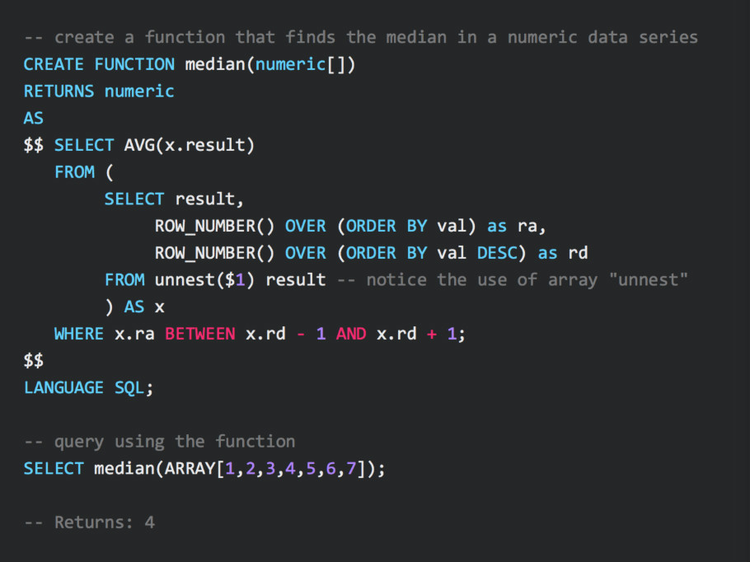 -- create a function that finds the median in a numeric data series
CREATE FUNCTION median(numeric[])
RETURNS numeric
AS
$$ SELECT AVG(x.result)
   FROM (
        SELECT result,
             ROW_NUMBER() OVER (ORDER BY val) as ra,
             ROW_NUMBER() OVER (ORDER BY val DESC) as rd
        FROM unnest($1) result -- notice the use of array "unnest"
        ) AS x
   WHERE x.ra BETWEEN x.rd - 1 AND x.rd + 1;
$$
LANGUAGE SQL;

-- query using the function
SELECT median(ARRAY[1,2,3,4,5,6,7]);

-- Returns: 4